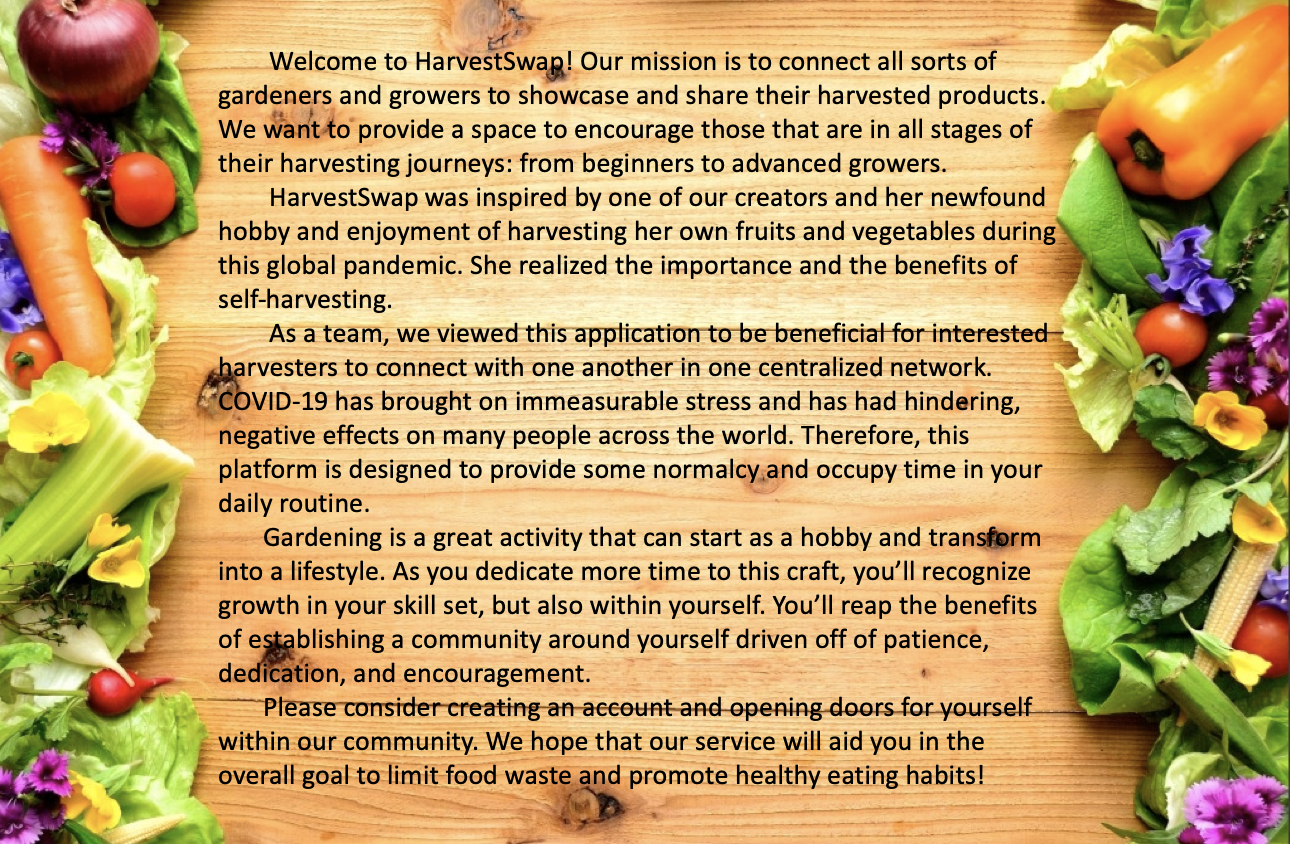 Welcome to HarvestSwap! Our mission is to connect all sorts of
gardeners and growers to showcase and share their harvested products.
We want to provide a space to encourage those that are in all stages of
their harvesting journeys: from beginners to advanced growers.
HarvestSwap was inspired by one of our creators and her newfound
hobby and enjoyment of harvesting her own fruits and vegetables during
this global pandemic. She realized the importance and the benefits of
self-harvesting.
As a team, we viewed this application to be beneficial for interested
harvesters to connect with one another in one centralized network.
COVID-19 has brought on immeasurable stress and has had hindering,
negative effects on many people across the world. Therefore, this
platform is designed to provide some normalcy and occupy time in your
daily routine.
Gardening is a great activity that can start as a hobby and transform
into a lifestyle. As you dedicate more time to this craft, you’ll recognize
growth in your skill set, but also within yourself. You’ll reap the benefits
of establishing a community around yourself driven off of patience,
dedication, and encouragement.
Please consider creating an account and opening doors for yourself
within our community. We hope that our service will aid you in the
overall goal to limit food waste and promote healthy eating habits!